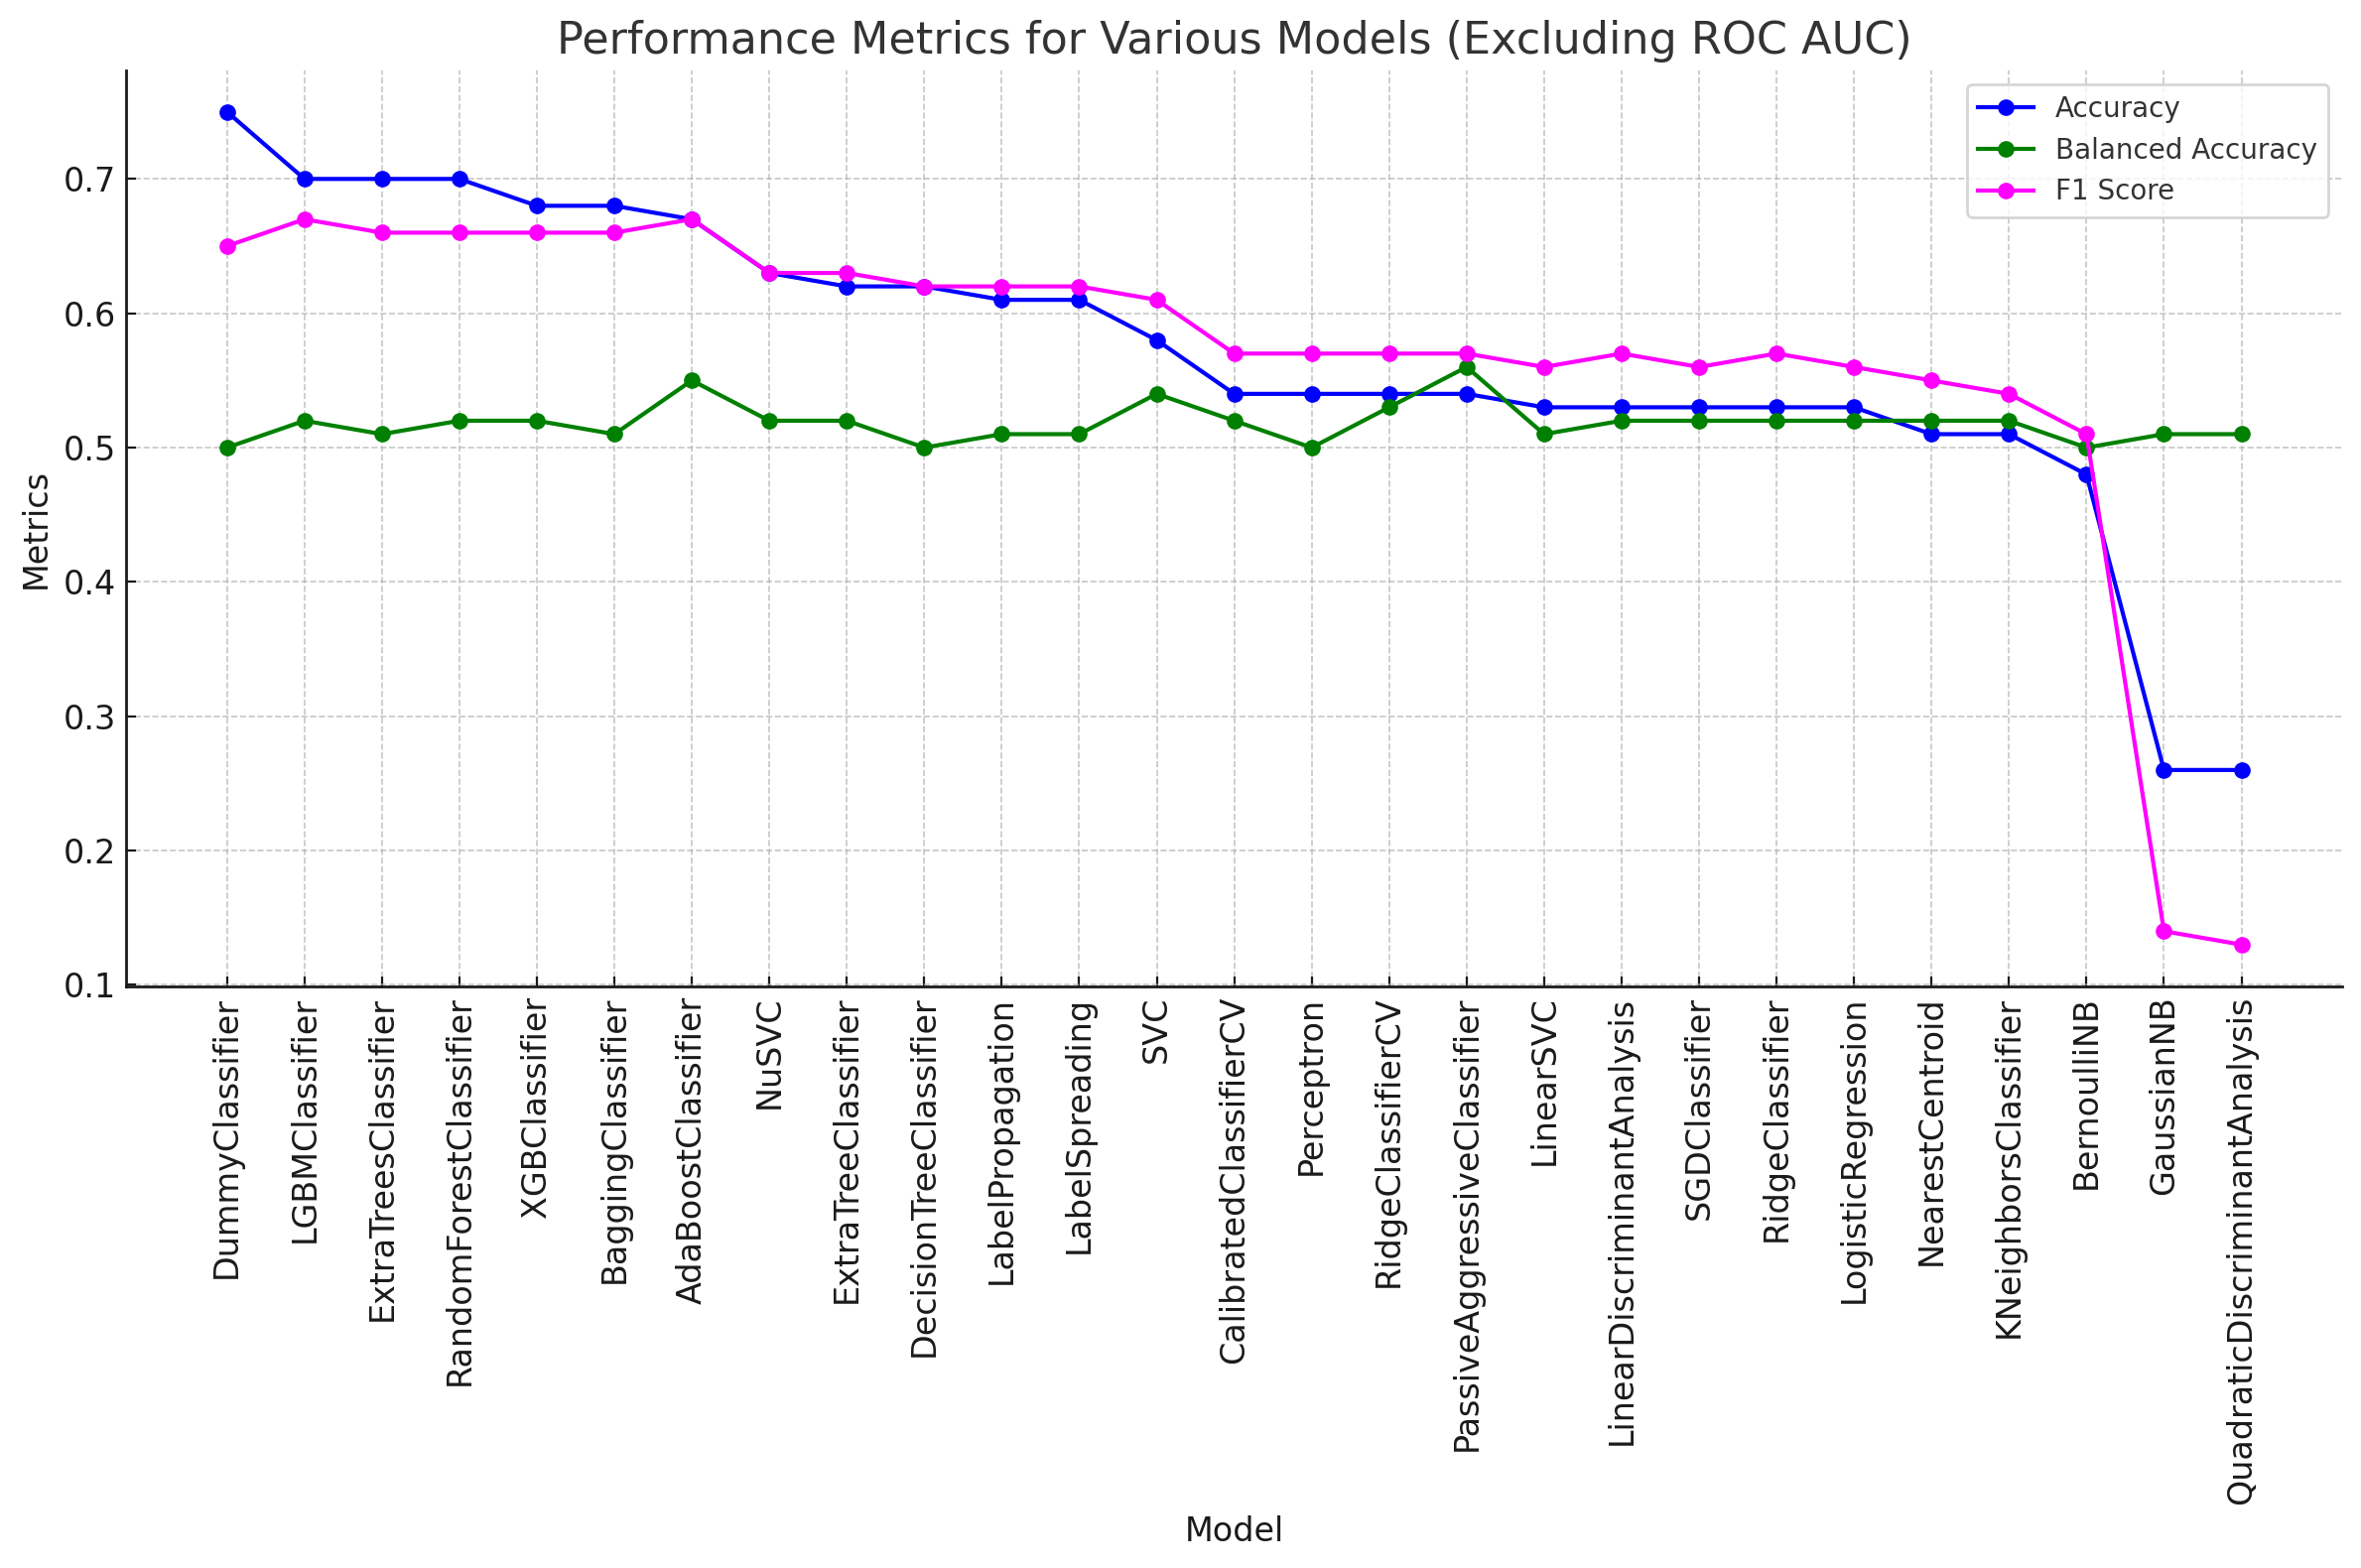 Performance Metrics for Various Models (Excluding ROC AUC)
Accuracy
Balanced Accuracy
F1 Score
Metrics
0.7
0.6
0.5
0.4
0.3
0.2
0.1
DummyClassifier
LGBMClassifier
ExtraTreesClassifier
RandomForestClassifier
XGBClassifier
BaggingClassifier
AdaBoostClassifier
NuSVC
ExtraTreeClassifier
DecisionTreeClassifier
LabelPropagation
LabelSpreading
SVC
CalibratedClassifierCV
Perceptron
RidgeClassifierCV
PassiveAggressiveClassifier
LinearSVC
LinearDiscriminantAnalysis
SGDClassifier
RidgeClassifier
LogisticRegression
NearestCentroid
KNeighborsClassifier
BernoulliNB
GaussianNB
QuadraticDiscriminantAnalysis
Model